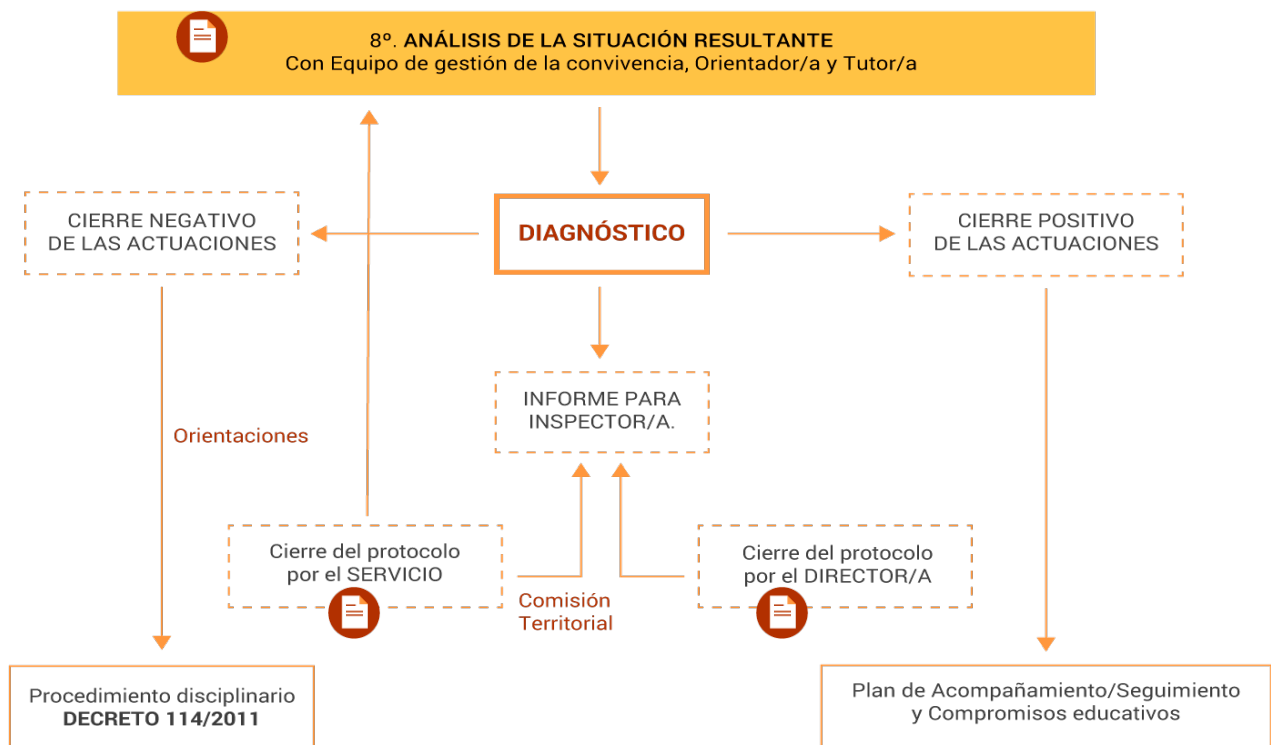 8º. ANÁLISIS DE LA SITUACIÓN RESULTANTE
Con Equipo de gestión de la convivencia, Orientador/a y Tutor/a
CIERRE NEGATIVO
DE LAS ACTUACIONES
DIAGNÓSTICO
CIERRE POSITIVO
DE LAS ACTUACIONES
INFORME PARA
INSPECTOR/A.
Orientaciones
Cierre del protocolo
por el SERVICIO
Comisión
Territorial
Cierre del protocolo
por el DIRECTOR/A
Procedimiento disciplinario
DECRETO 114/2011
Plan de Acompañamiento/Seguimiento
y Compromisos educativos